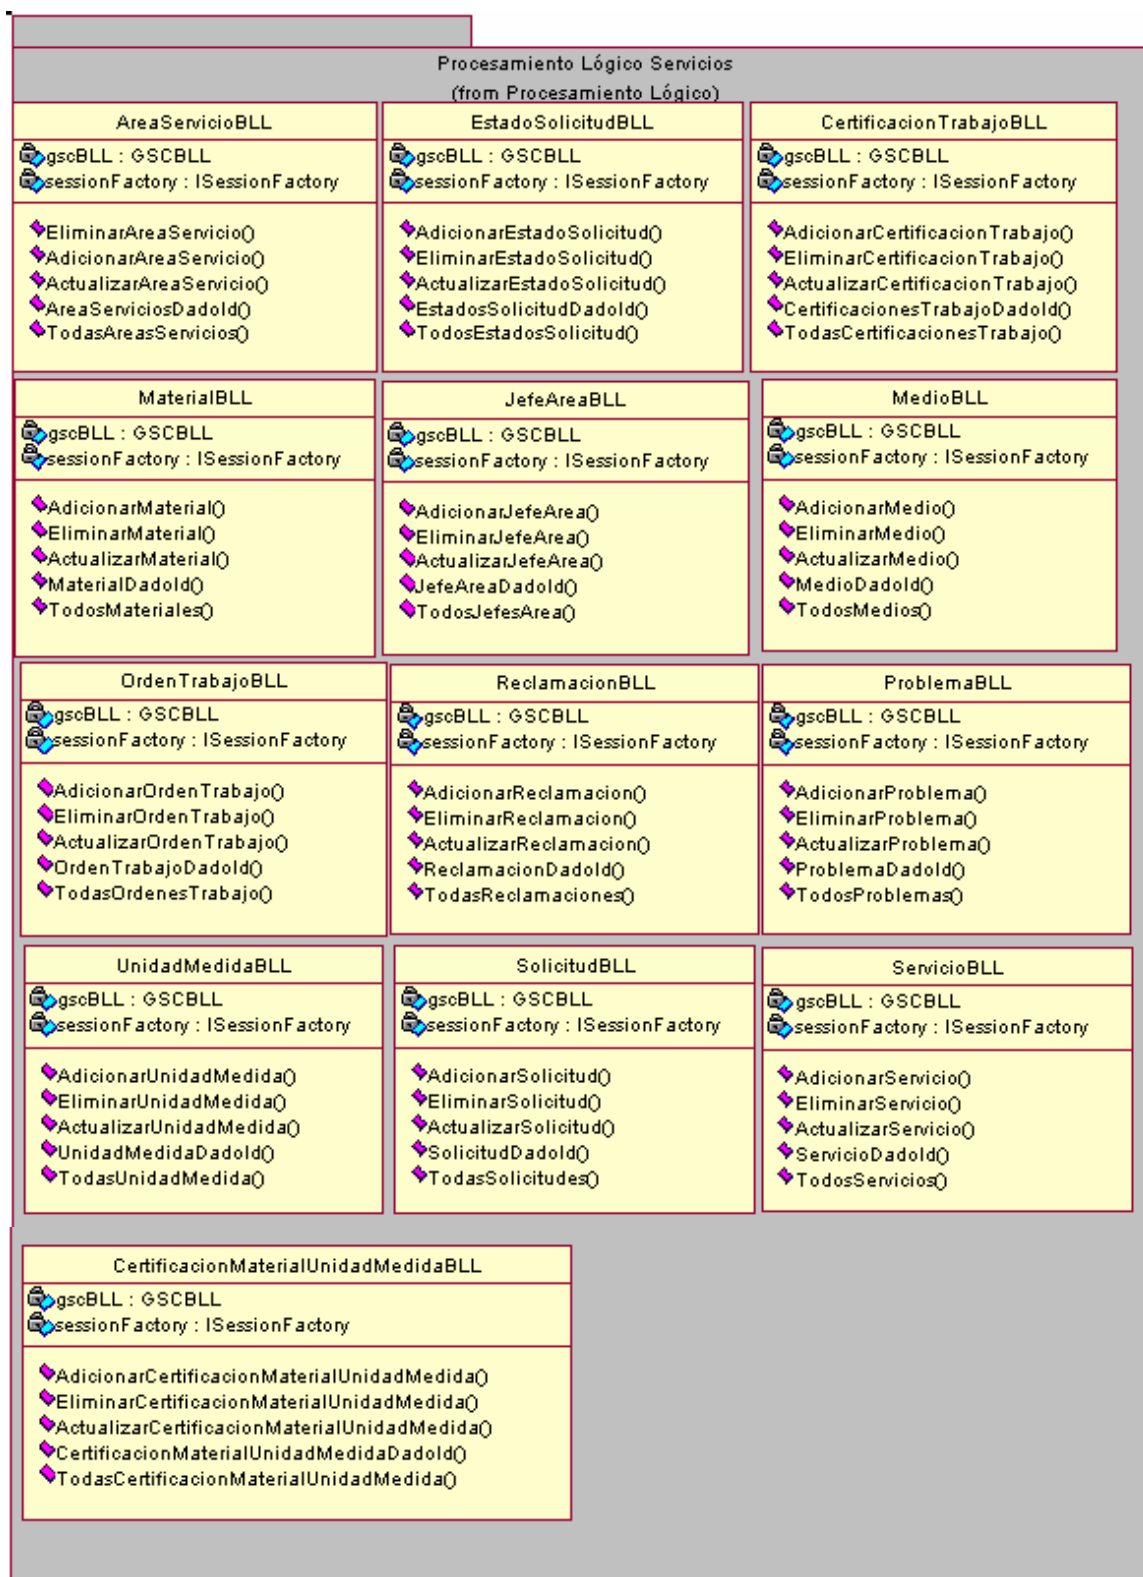 Procesamiento Lógico Servicios
(from Procesamiento Lógico)
AreaServicioBLL
gscBLL : GSCBLL
sessionFactory : ISessionFactory
EliminarAreaServicio()
AdicionarAreaServicio()
ActualizarAreaServicio()
AreaServiciosDadoId()
TodasAreasServicios()
EstadoSolicitudBLL
gscBLL : GSCBLL
sessionFactory : ISessionFactory
AdicionarEstadoSolicitud()
EliminarEstadoSolicitud()
ActualizarEstadoSolicitud()
EstadosSolicitudDadoId()
TodosEstadosSolicitud()
CertificacionTrabajoBLL
gscBLL : GSCBLL
sessionFactory : ISessionFactory
AdicionarCertificacionTrabajo()
EliminarCertificacionTrabajo()
ActualizarCertificacionTrabajo()
CertificacionesTrabajoDadoId()
TodasCertificacionesTrabajo()
MaterialBLL
gscBLL : GSCBLL
sessionFactory : ISessionFactory
AdicionarMaterial()
EliminarMaterial()
ActualizarMaterial()
MaterialDadoId()
TodosMateriales()
JefeAreaBLL
gscBLL : GSCBLL
sessionFactory : ISessionFactory
AdicionarJefeArea()
EliminarJefeArea()
ActualizarJefeArea()
JefeAreaDadoId()
TodosJefesArea()
MedioBLL
gscBLL : GSCBLL
sessionFactory : ISessionFactory
AdicionarMedio()
EliminarMedio()
ActualizarMedio()
MedioDadoId()
TodosMedios()
OrdenTrabajoBLL
gscBLL : GSCBLL
sessionFactory : ISessionFactory
AdicionarOrdenTrabajo()
EliminarOrdenTrabajo()
ActualizarOrdenTrabajo()
OrdenTrabajoDadoId()
TodasOrdenesTrabajo()
ReclamacionBLL
gscBLL : GSCBLL
sessionFactory : ISessionFactory
AdicionarReclamacion()
EliminarReclamacion()
ActualizarReclamacion()
ReclamacionDadoId()
TodasReclamaciones()
ProblemaBLL
gscBLL : GSCBLL
sessionFactory : ISessionFactory
AdicionarProblema()
EliminarProblema()
ActualizarProblema()
ProblemaDadoId()
TodosProblemas()
UnidadMedidaBLL
gscBLL : GSCBLL
sessionFactory : ISessionFactory
AdicionarUnidadMedida()
EliminarUnidadMedida()
ActualizarUnidadMedida()
UnidadMedidaDadoId()
TodasUnidadMedida()
SolicitudBLL
gscBLL : GSCBLL
sessionFactory : ISessionFactory
AdicionarSolicitud()
EliminarSolicitud()
ActualizarSolicitud()
SolicitudDadoId()
TodasSolicitudes()
ServicioBLL
gscBLL : GSCBLL
sessionFactory : ISessionFactory
AdicionarServicio()
EliminarServicio()
ActualizarServicio()
ServicioDadoId()
TodosServicios()
CertificacionMaterialUnidadMedidaBLL
gscBLL : GSCBLL
sessionFactory : ISessionFactory
AdicionarCertificacionMaterialUnidadMedida()
EliminarCertificacionMaterialUnidadMedida()
ActualizarCertificacionMaterialUnidadMedida()
CertificacionMaterialUnidadMedidaDadoId()
TodasCertificacionMaterialUnidadMedida()